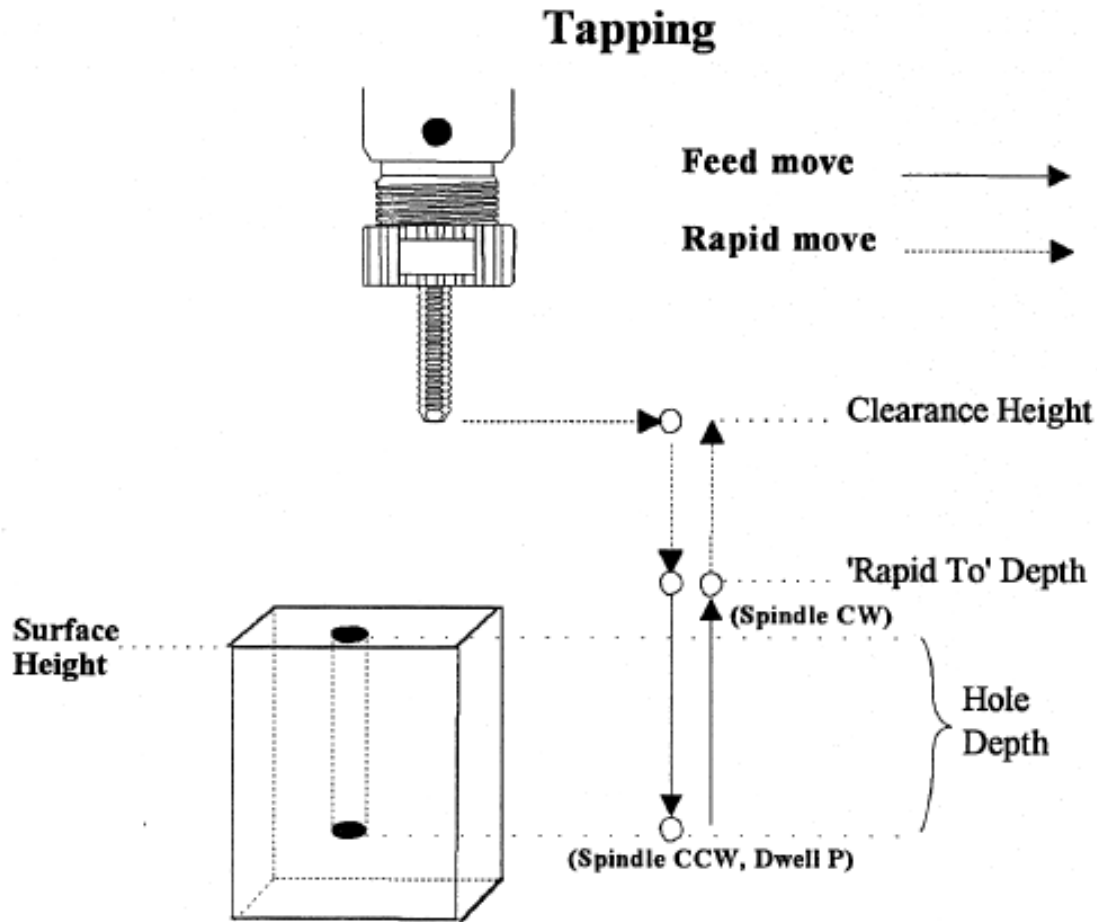 Tapping
Feed move
Rapid move
Clearance Height
'Rapid To' Depth
(Spindle CW)
Surface
Height
Hole
Depth
(Spindle CCW, Dwell P)